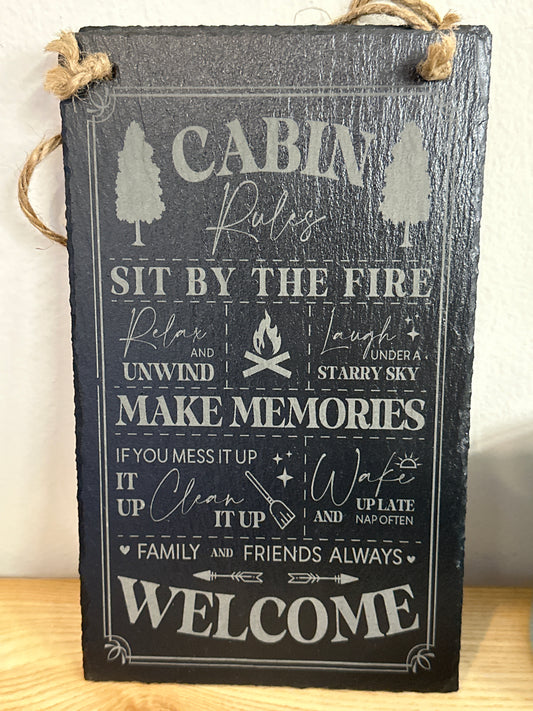 CABIN
Rules
SIT BY THE FIRE
Relax
AND
UNWIND
Laugh
UNDER A
STARRY SKY
MAKE MEMORIES
IF YOU MESS IT UP
IT
UP Clean
IT UP
Wake
AND UP LATE
NAP OFTEN
FAMILY AND FRIENDS ALWAYS
WELCOME